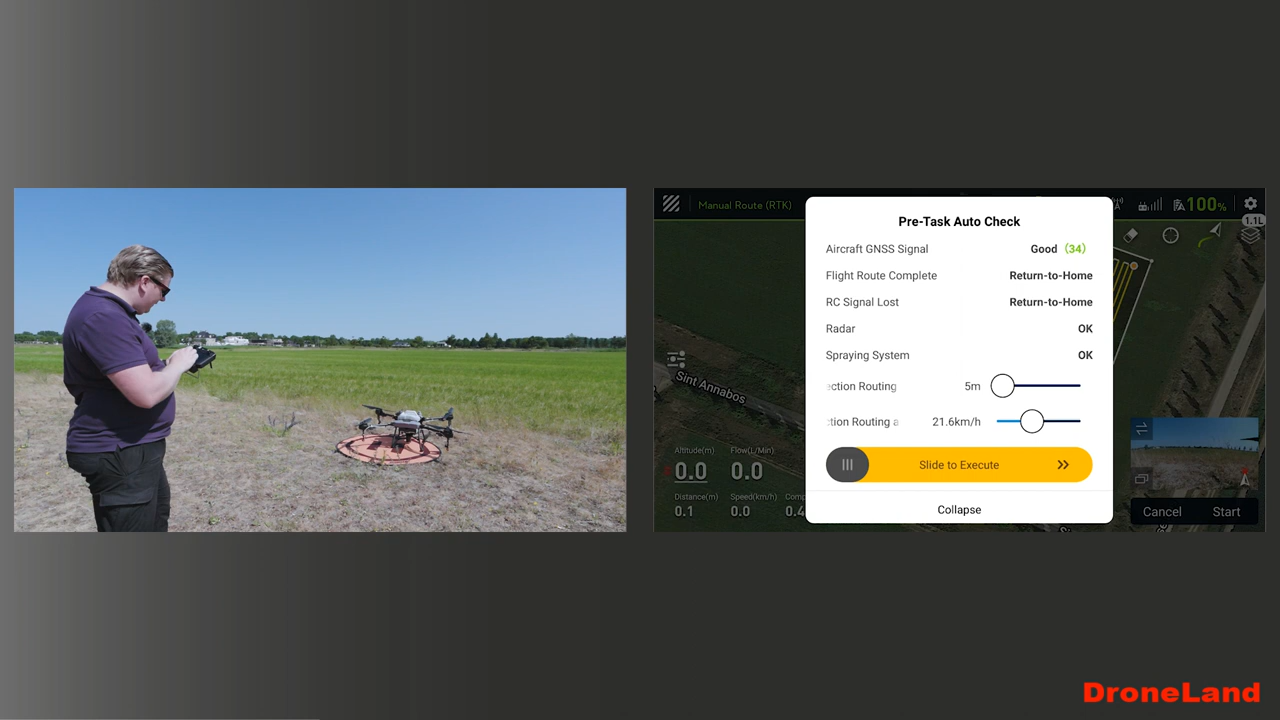 Manual Route (RTK)
100%
1.1L
Pre-Task Auto Check
Aircraft GNSS Signal Good (34)
Flight Route Complete Return-to-Home
RC Signal Lost Return-to-Home
Radar OK
Spraying System OK
ection Routing 5m
ction Routing a 21.6km/h
Slide to Execute
Collapse
Sint Annabos
Altitude(m) Flow(L/Min)
0.0 0.0
Distance(m) Speed(km/h) Comp
0.1 0.0 0.4
Cancel Start
DroneLand